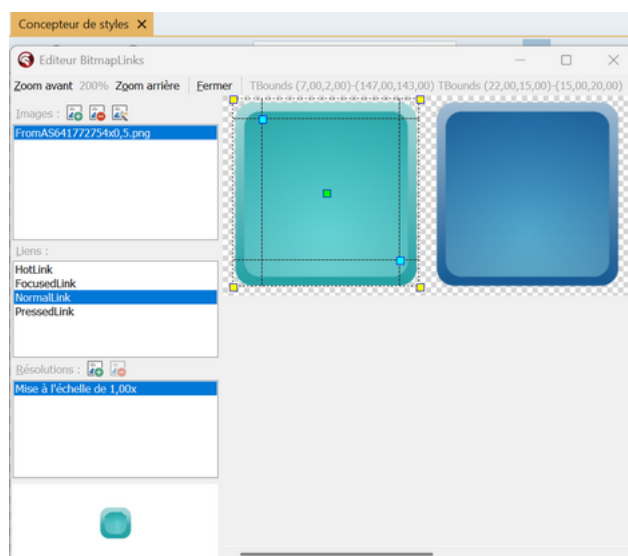 Concepteur de styles
Editeur BitmapLinks
Zoom avant 200% Zoom arrière Fermer TBounds (7,00,2,00)-(147,00,143,00) TBounds (22,00,15,00)-(15,00,20,00)
Images :
FromAS641772754x0,5.png
Liens :
HotLink
FocusedLink
NormalLink
PressedLink
Résolutions :
Mise à l'échelle de 1,00x